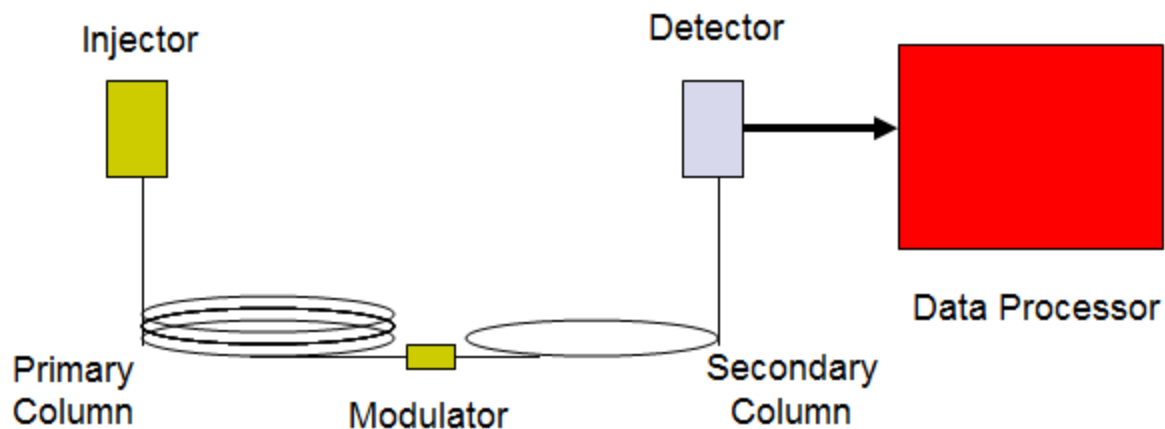 Injector
Detector
Data Processor
Primary
Column
Modulator
Secondary
Column